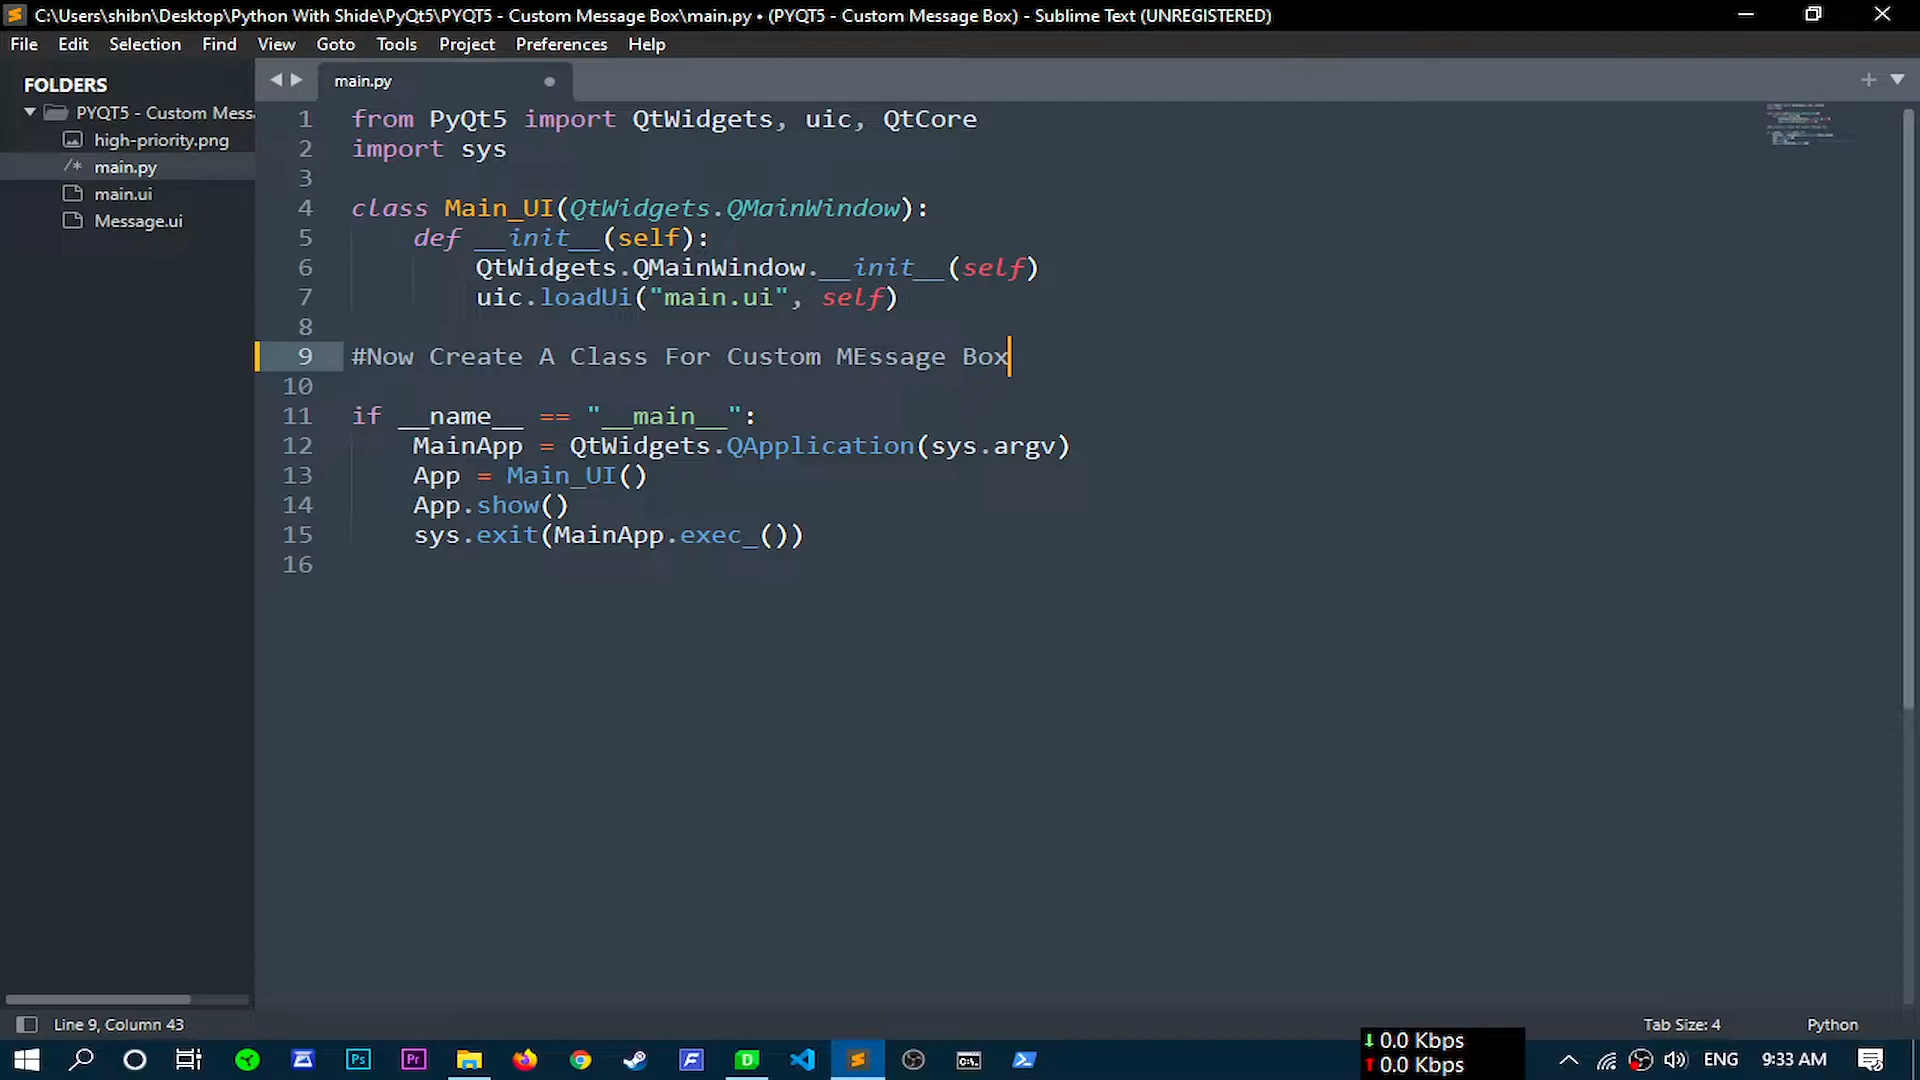 C:\Users\shibn\Desktop\Python With Shide\PyQt5\PYQT5 - Custom Message Box\main.py • (PYQT5 - Custom Message Box) - Sublime Text (UNREGISTERED)
File Edit Selection Find View Goto Tools Project Preferences Help
FOLDERS
PYQT5 - Custom Mess
high-priority.png
/* main.py
main.ui
Message.ui
main.py
1 from PyQt5 import QtWidgets, uic, QtCore
2 import sys
3
4 class Main_UI(QtWidgets.QMainWindow):
5 def __init__(self):
6 QtWidgets.QMainWindow.__init__(self)
7 uic.loadUi("main.ui", self)
8
9 #Now Create A Class For Custom MEssage Box
10
11 if __name__ == "__main__":
12 MainApp = QtWidgets.QApplication(sys.argv)
13 App = Main_UI()
14 App.show()
15 sys.exit(MainApp.exec_())
16
Line 9, Column 43
Tab Size: 4
Python
Ps
Pr
F
D
C:\.
0.0 Kbps
0.0 Kbps
ENG
9:33 AM